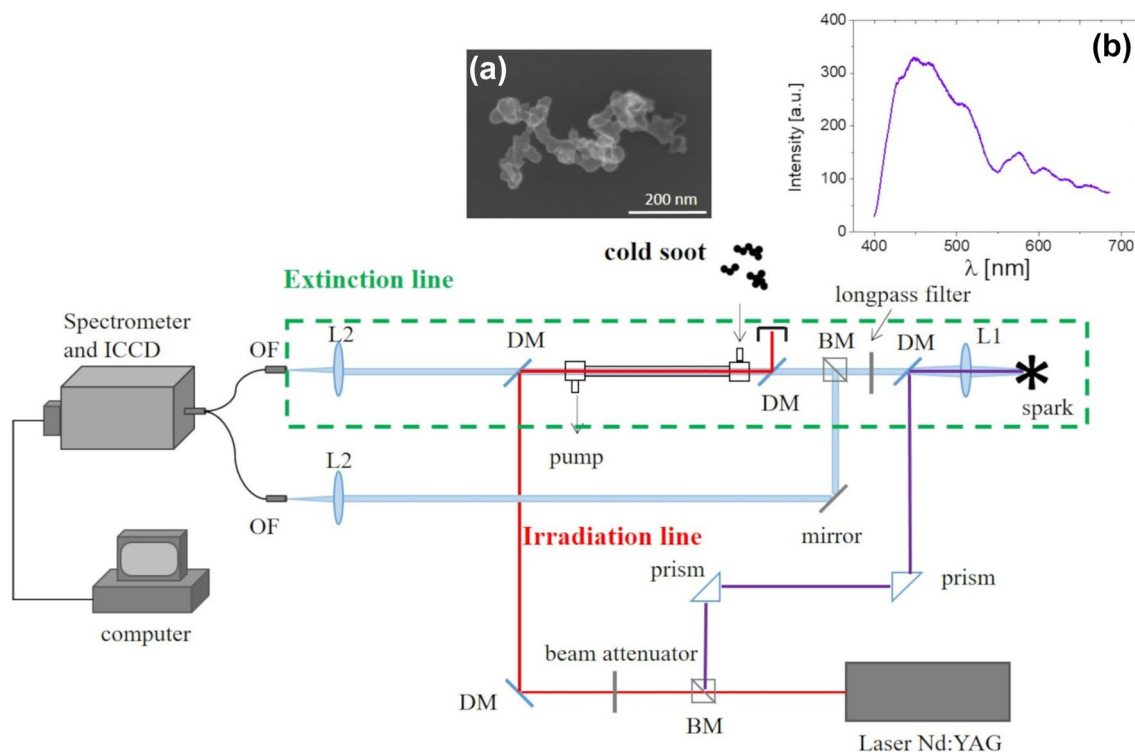 (a)
200 nm
(b)
400
300
200
100
0
Intensity [a.u.]
400
500
600
700
λ [nm]
cold soot
Extinction line
longpass filter
Spectrometer
and ICCD
OF
L2
DM
BM
DM
L1
DM
spark
pump
L2
OF
mirror
Irradiation line
prism
prism
computer
beam attenuator
DM
BM
Laser Nd:YAG